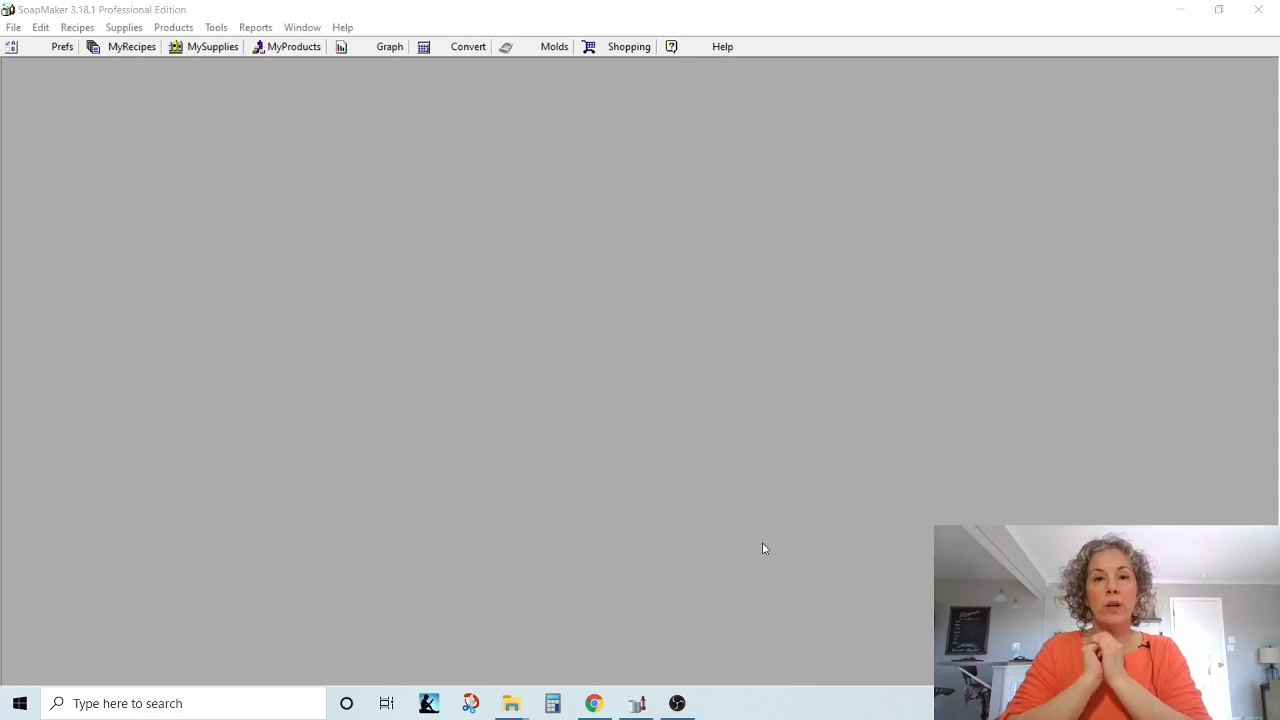 SoapMaker 3.18.1 Professional Edition
File Edit Recipes Supplies Products Tools Reports Window Help
Prefs MyRecipes MySupplies MyProducts Graph Convert Molds Shopping Help
Type here to search